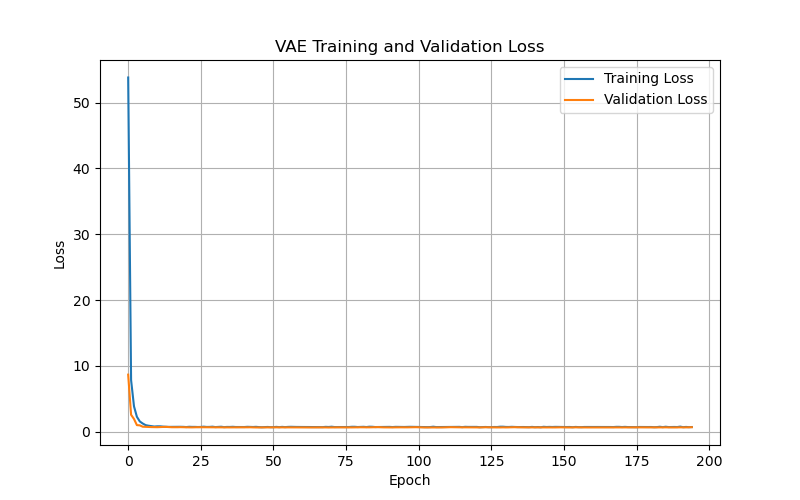 VAE Training and Validation Loss
Training Loss
Validation Loss
50
40
30
20
10
0
Loss
0 25 50 75 100 125 150 175 200
Epoch